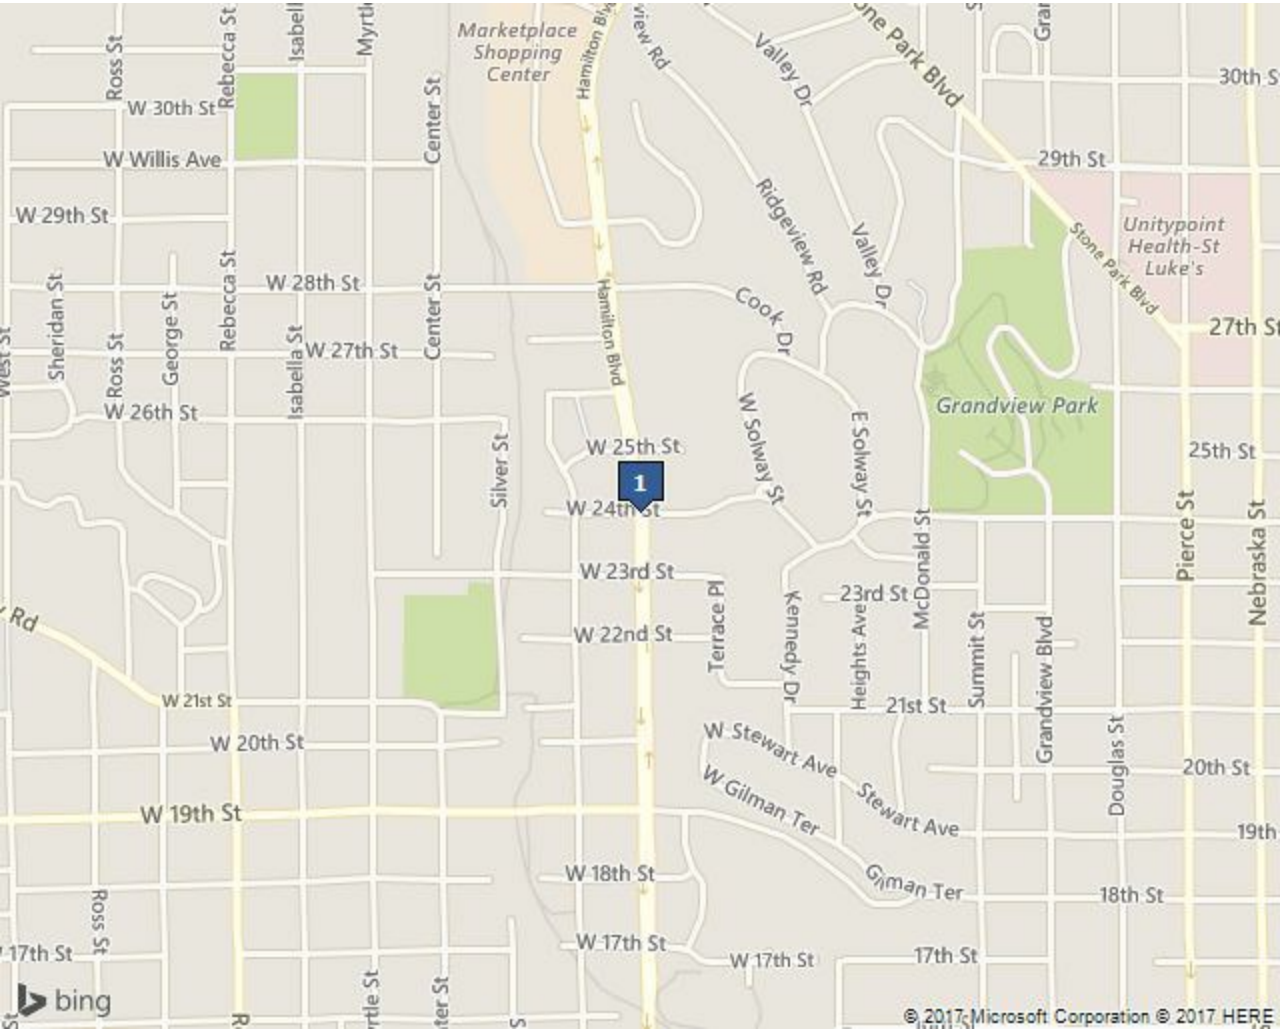 Marketplace
Shopping
Center
Hamilton Blvd
Valley Dr
Stone Park Blvd
Ross St
Rebecca St
Center St
W 30th St
30th S
W Willis Ave
29th St
W 29th St
Ridgeview Rd
Valley Dr
Stone Park Blvd
Unitypoint
Health-St
Luke's
Sheridan St
Ross St
George St
Rebecca St
W 28th St
Center St
Hamilton Blvd
Cook Dr
27th St
Isabella St
W 27th St
W 26th St
Grandview Park
W Solway St
E Solway St
W 25th St
25th St
Silver St
1
W 24th St
McDonald St
Pierce St
Nebraska St
W 23rd St
23rd St
Terrace Pl
Kennedy Dr
Heights Ave
Summit St
Grandview Blvd
W 22nd St
y Rd
W 21st St
21st St
W 20th St
W Stewart Ave
Douglas St
20th St
W Gilman Ter
Stewart Ave
W 19th St
19th
W 18th St
Gilman Ter
18th St
Ross St
17th St
W 17th St
W 17th St
17th St
bing
© 2017 Microsoft Corporation © 2017 HERE